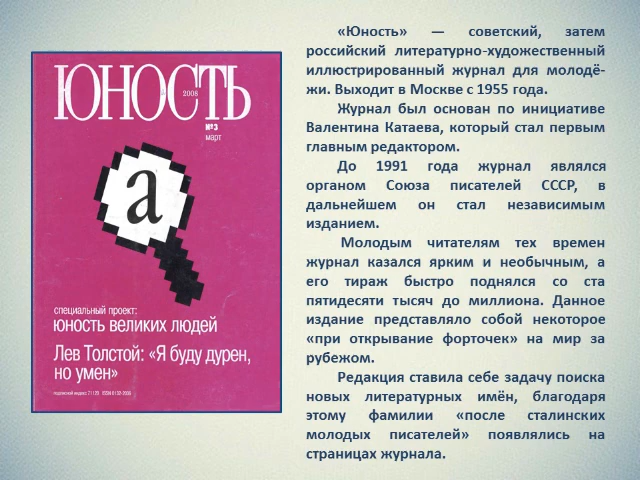 ЮНОСТЬ
2008
№3
март
а
специальный проект:
юность великих людей
Лев Толстой: «Я буду дурен,
но умен»
«Юность» — советский, затем
российский литературно-художественный
иллюстрированный журнал для молодё-
жи. Выходит в Москве с 1955 года.
Журнал был основан по инициативе
Валентина Катаева, который стал первым
главным редактором.
До 1991 года журнал являлся
органом Союза писателей СССР, в
дальнейшем он стал независимым
изданием.
Молодым читателям тех времен
журнал казался ярким и необычным, а
его тираж быстро поднялся со ста
пятидесяти тысяч до миллиона. Данное
издание представляло собой некоторое
«при открывание форточек» на мир за
рубежом.
Редакция ставила себе задачу поиска
новых литературных имён, благодаря
этому фамилии «после сталинских
молодых писателей» появлялись на
страницах журнала.